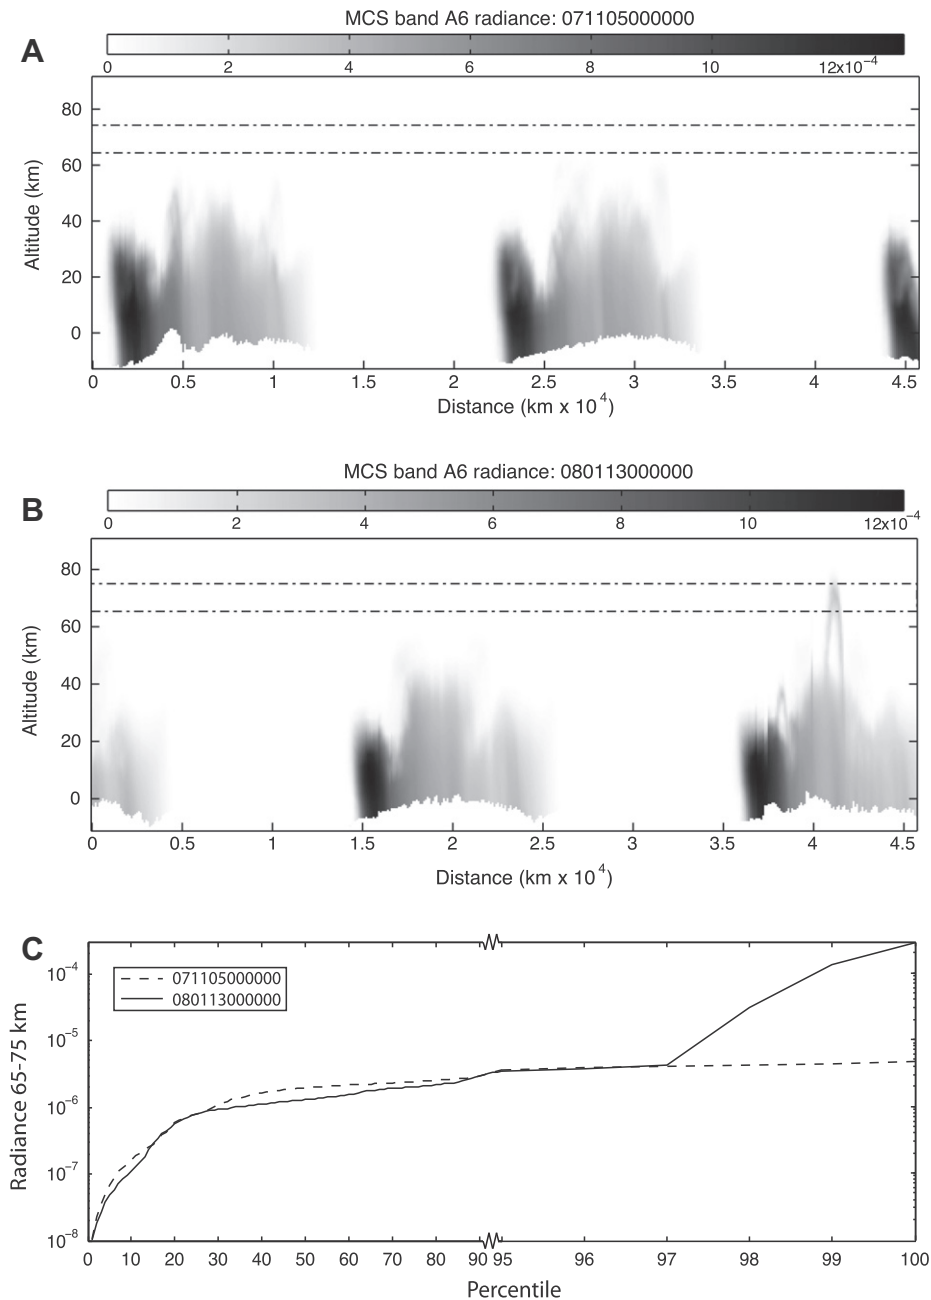 MCS band A6 radiance: 071105000000
A
0 2 4 6 8 10 12x10⁻⁴
80
60
40
20
0
Altitude (km)
0 0.5 1 1.5 2 2.5 3 3.5 4 4.5
Distance (km x 10⁴)
MCS band A6 radiance: 080113000000
B
0 2 4 6 8 10 12x10⁻⁴
80
60
40
20
0
Altitude (km)
0 0.5 1 1.5 2 2.5 3 3.5 4 4.5
Distance (km x 10⁴)
C
071105000000
080113000000
10⁻⁴
10⁻⁵
10⁻⁶
10⁻⁷
10⁻⁸
Radiance 65-75 km
0 10 20 30 40 50 60 70 80 90 95 96 97 98 99 100
Percentile